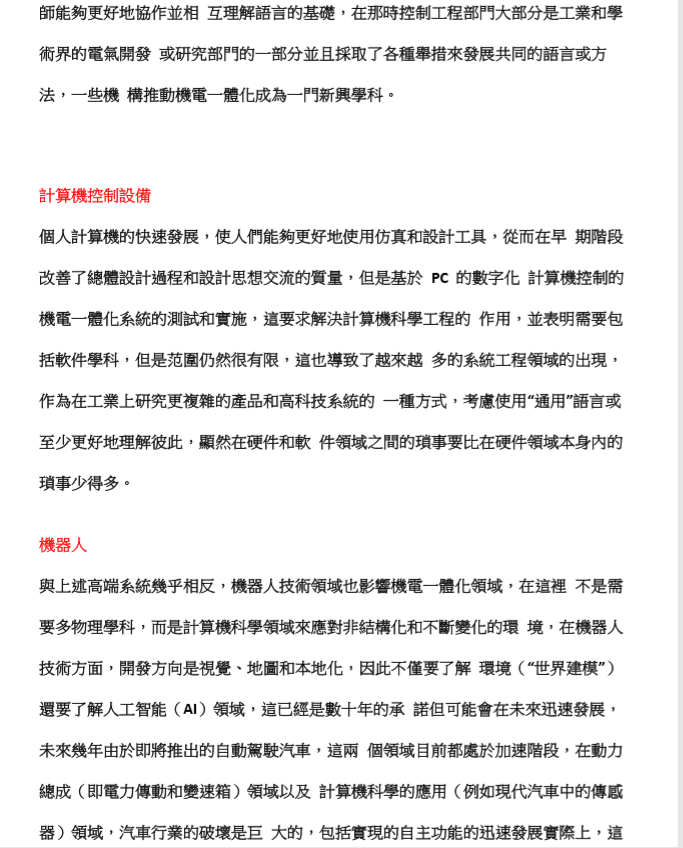 師能夠更好地協作並相 互理解語言的基礎，在那時控制工程部門大部分是工業和學
術界的電氣開發 或研究部門的一部分並且採取了各種舉措來發展共同的語言或方
法，一些機 構推動機電一體化成為一門新興學科。
計算機控制設備
個人計算機的快速發展，使人們能夠更好地使用仿真和設計工具，從而在早 期階段
改善了總體設計過程和設計思想交流的質量，但是基於 PC 的數字化 計算機控制的
機電一體化系統的測試和實施，這要求解決計算機科學工程的 作用，並表明需要包
括軟件學科，但是范圍仍然很有限，這也導致了越來越 多的系統工程領域的出現，
作為在工業上研究更複雜的產品和高科技系統的 一種方式，考慮使用“通用”語言或
至少更好地理解彼此，顯然在硬件和軟 件領域之間的瑣事要比在硬件領域本身內的
瑣事少得多。
機器人
與上述高端系統幾乎相反，機器人技術領域也影響機電一體化領域，在這裡 不是需
要多物理學科，而是計算機科學領域來應對非結構化和不斷變化的環 境，在機器人
技術方面，開發方向是視覺、地圖和本地化，因此不僅要了解 環境（“世界建模”）
還要了解人工智能（AI）領域，這已經是數十年的承 諾但可能會在未來迅速發展，
未來幾年由於即將推出的自動駕駛汽車，這兩 個領域目前都處於加速階段，在動力
總成（即電力傳動和變速箱）領域以及 計算機科學的應用（例如現代汽車中的傳感
器）領域，汽車行業的破壞是巨 大的，包括實現的自主功能的迅速發展實際上，這